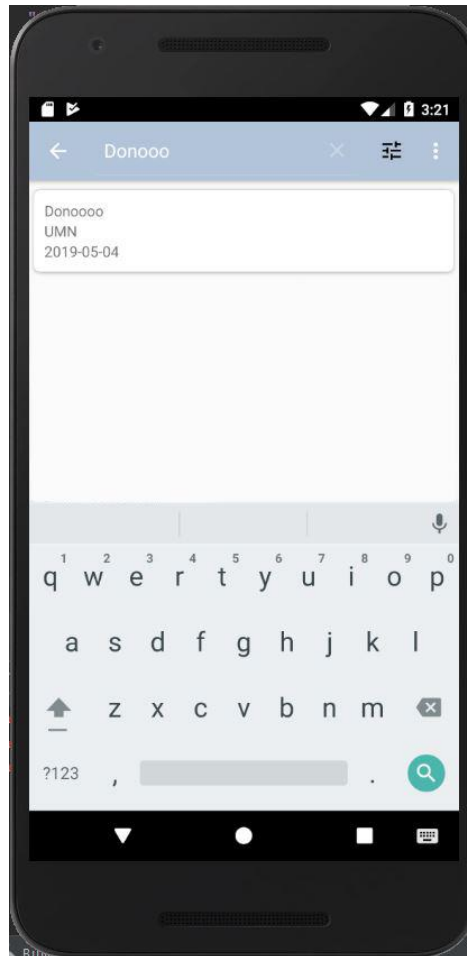 3:21
Donooo
Donoooo
UMN
2019-05-04
1 2 3 4 5 6 7 8 9 0
q w e r t y u i o p
a s d f g h j k l
z x c v b n m
?123 , .